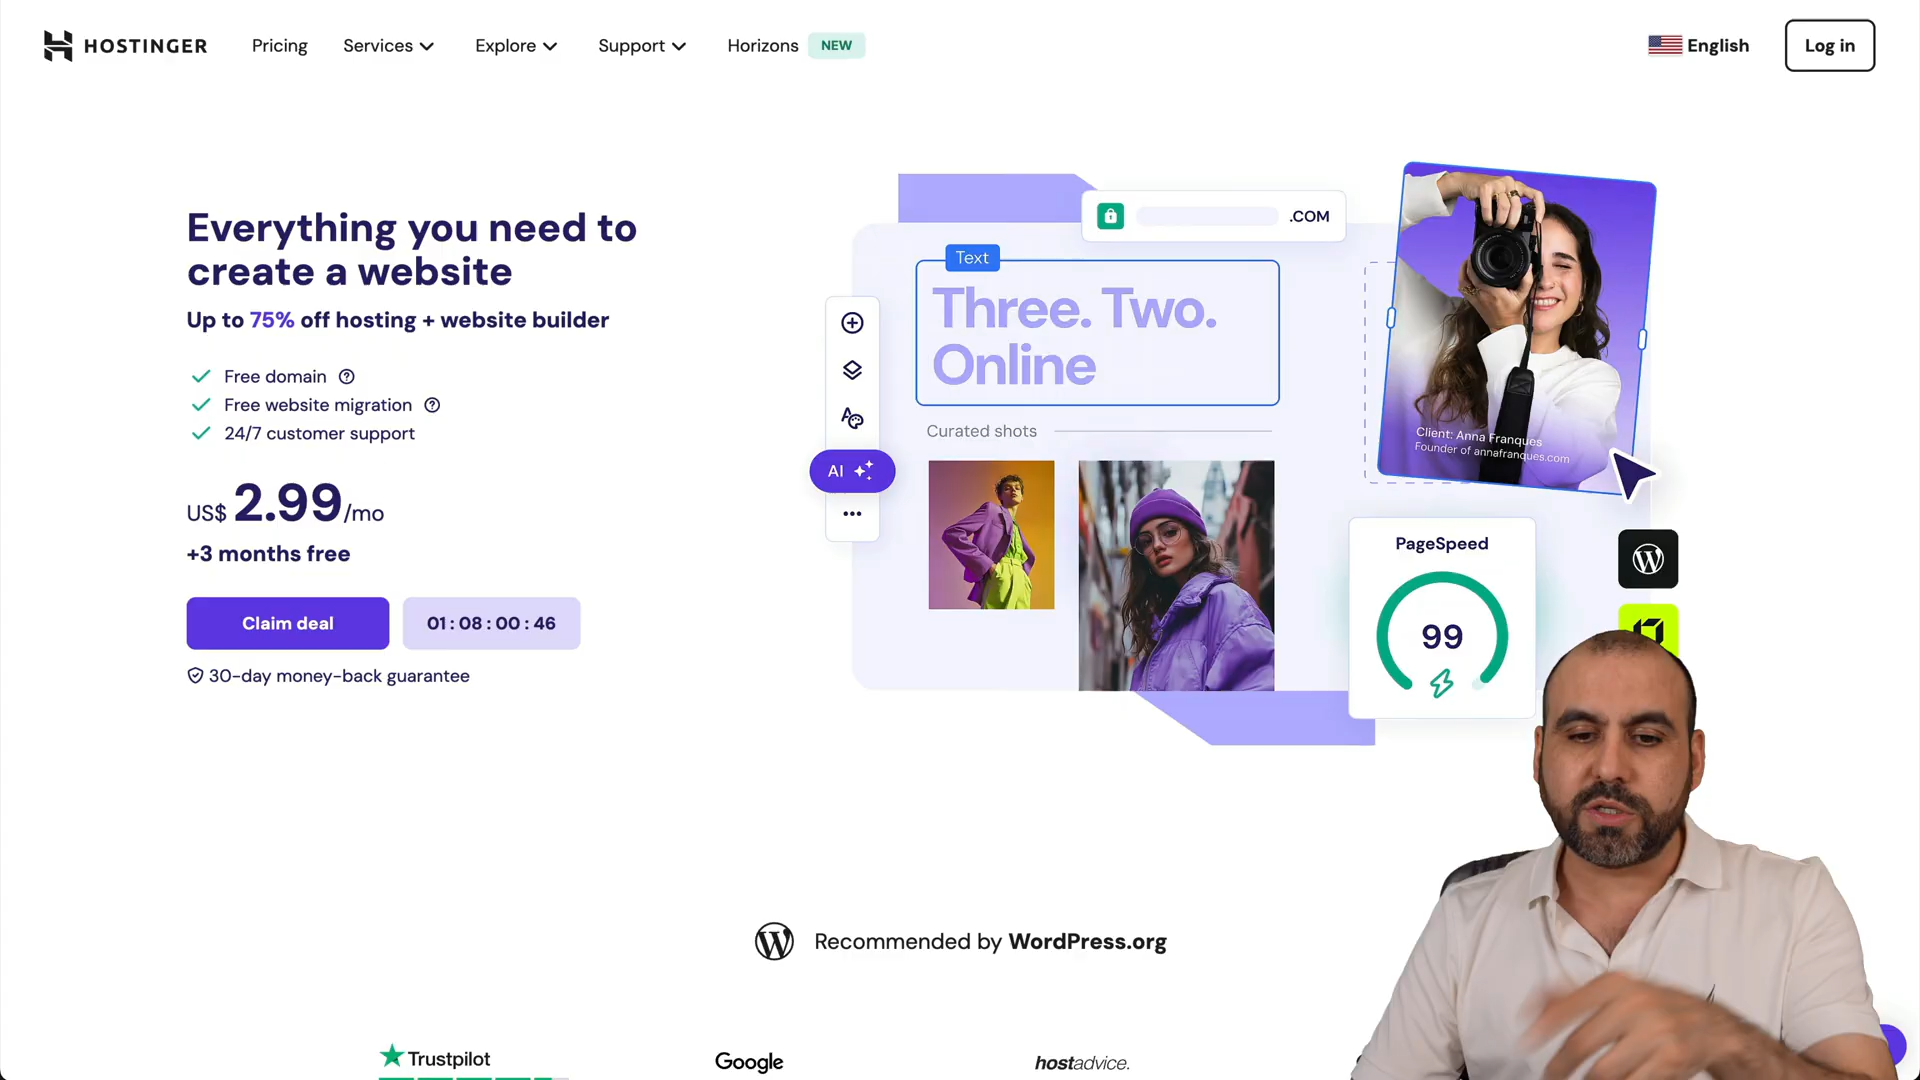 HOSTINGER
Pricing
Services
Explore
Support
Horizons
NEW
English
Log in
Everything you need to
create a website
Up to 75% off hosting + website builder
Free domain
Free website migration
24/7 customer support
US$ 2.99/mo
+3 months free
Claim deal
01 : 08 : 00 : 46
30-day money-back guarantee
.COM
Text
Three. Two.
Online
Curated shots
AI
Client: Anna Franques
Founder of annafranques.com
PageSpeed
99
Recommended by WordPress.org
Trustpilot
Google
hostadvice.